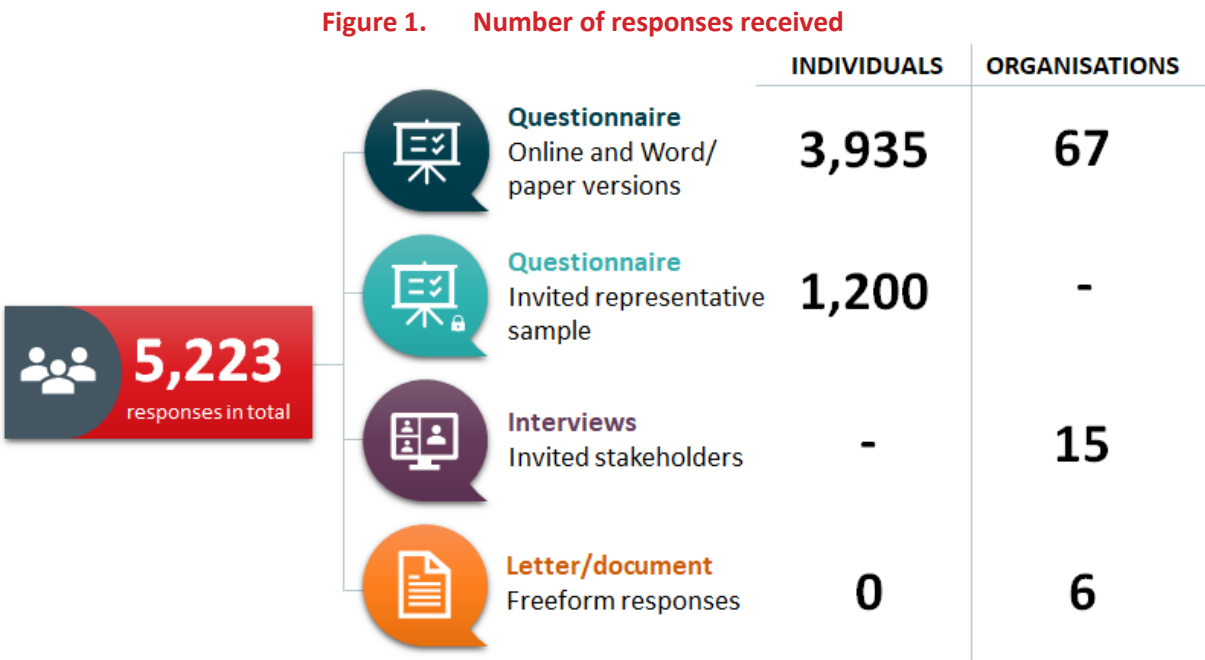 Figure 1. Number of responses received
INDIVIDUALS ORGANISATIONS
Questionnaire
Online and Word/
paper versions
3,935 67
Questionnaire
Invited representative
sample
1,200 -
5,223
responses in total
Interviews
Invited stakeholders
- 15
Letter/document
Freeform responses
0 6